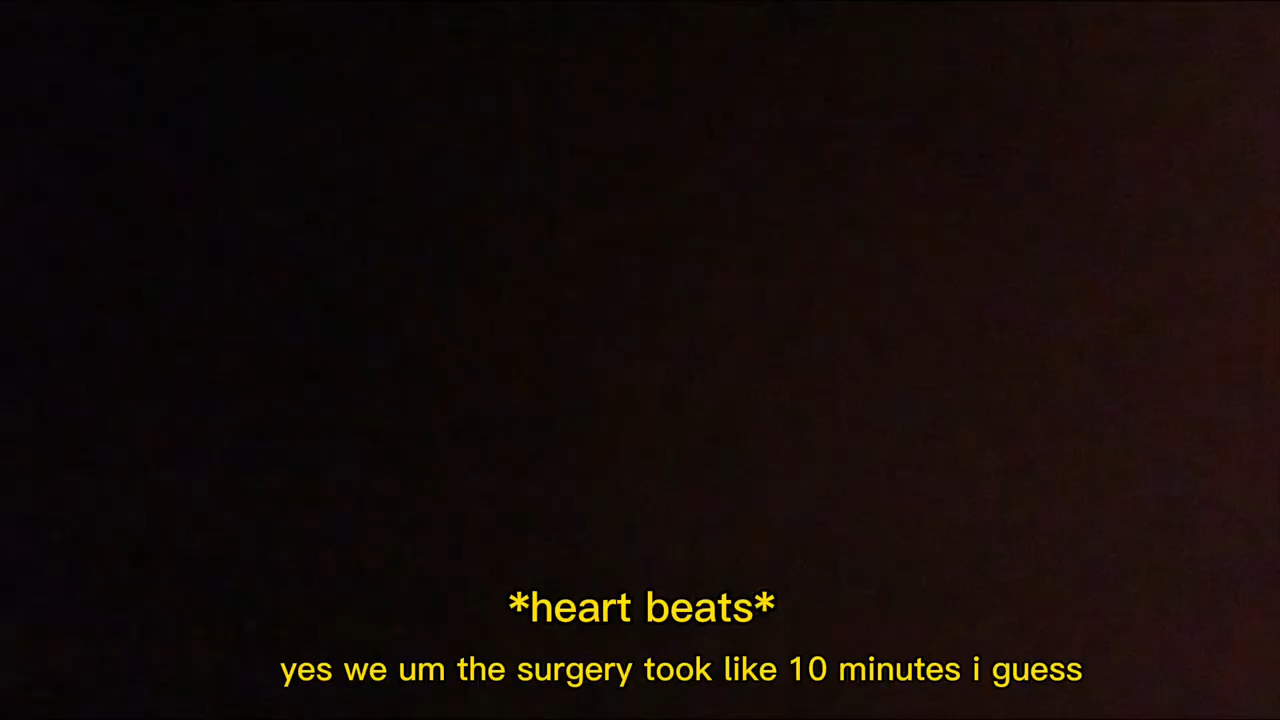 *heart beats*
yes we um the surgery took like 10 minutes i guess